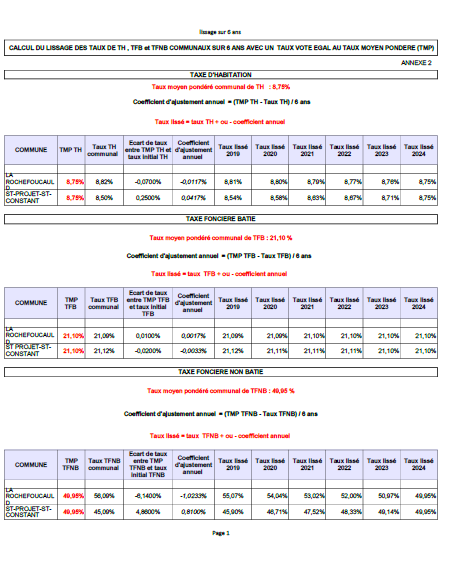 lissage sur 6 ans
CALCUL DU LISSAGE DES TAUX DE TH , TFB et TFNB COMMUNAUX SUR 6 ANS AVEC UN TAUX VOTE EGAL AU TAUX MOYEN PONDERE (TMP)
ANNEXE 2
TAXE D'HABITATION
Taux moyen pondéré communal de TH : 8,75%
Coefficient d'ajustement annuel = (TMP TH - Taux TH) / 6 ans
Taux lissé = taux TH + ou - coefficient annuel
COMMUNE TMP TH Taux TH communal Ecart de taux entre TMP TH et taux initial TH Coefficient d'ajustement annuel Taux lissé 2019 Taux lissé 2020 Taux lissé 2021 Taux lissé 2022 Taux lissé 2023 Taux lissé 2024
LA ROCHEFOUCAULD 8,75% 8,82% -0,0700% -0,0117% 8,81% 8,80% 8,79% 8,77% 8,76% 8,75%
ST-PROJET-ST-CONSTANT 8,75% 8,50% 0,2500% 0,0417% 8,54% 8,58% 8,63% 8,67% 8,71% 8,75%
TAXE FONCIERE BATIE
Taux moyen pondéré communal de TFB : 21,10 %
Coefficient d'ajustement annuel = (TMP TFB - Taux TFB) / 6 ans
Taux lissé = taux TFB + ou - coefficient annuel
COMMUNE TMP TFB Taux TFB communal Ecart de taux entre TMP TFB et taux initial TFB Coefficient d'ajustement annuel Taux lissé 2019 Taux lissé 2020 Taux lissé 2021 Taux lissé 2022 Taux lissé 2023 Taux lissé 2024
LA ROCHEFOUCAULD 21,10% 21,09% 0,0100% 0,0017% 21,09% 21,09% 21,10% 21,10% 21,10% 21,10%
ST PROJET-ST-CONSTANT 21,10% 21,12% -0,0200% -0,0033% 21,12% 21,11% 21,11% 21,11% 21,10% 21,10%
TAXE FONCIERE NON BATIE
Taux moyen pondéré communal de TFNB : 49,95 %
Coefficient d'ajustement annuel = (TMP TFNB - Taux TFNB) / 6 ans
Taux lissé = taux TFNB + ou - coefficient annuel
COMMUNE TMP TFNB Taux TFNB communal Ecart de taux entre TMP TFNB et taux initial TFNB Coefficient d'ajustement annuel Taux lissé 2019 Taux lissé 2020 Taux lissé 2021 Taux lissé 2022 Taux lissé 2023 Taux lissé 2024
LA ROCHEFOUCAULD 49,95% 56,09% -6,1400% -1,0233% 55,07% 54,04% 53,02% 52,00% 50,97% 49,95%
ST-PROJET-ST-CONSTANT 49,95% 45,09% 4,8600% 0,8100% 45,90% 46,71% 47,52% 48,33% 49,14% 49,95%
Page 1